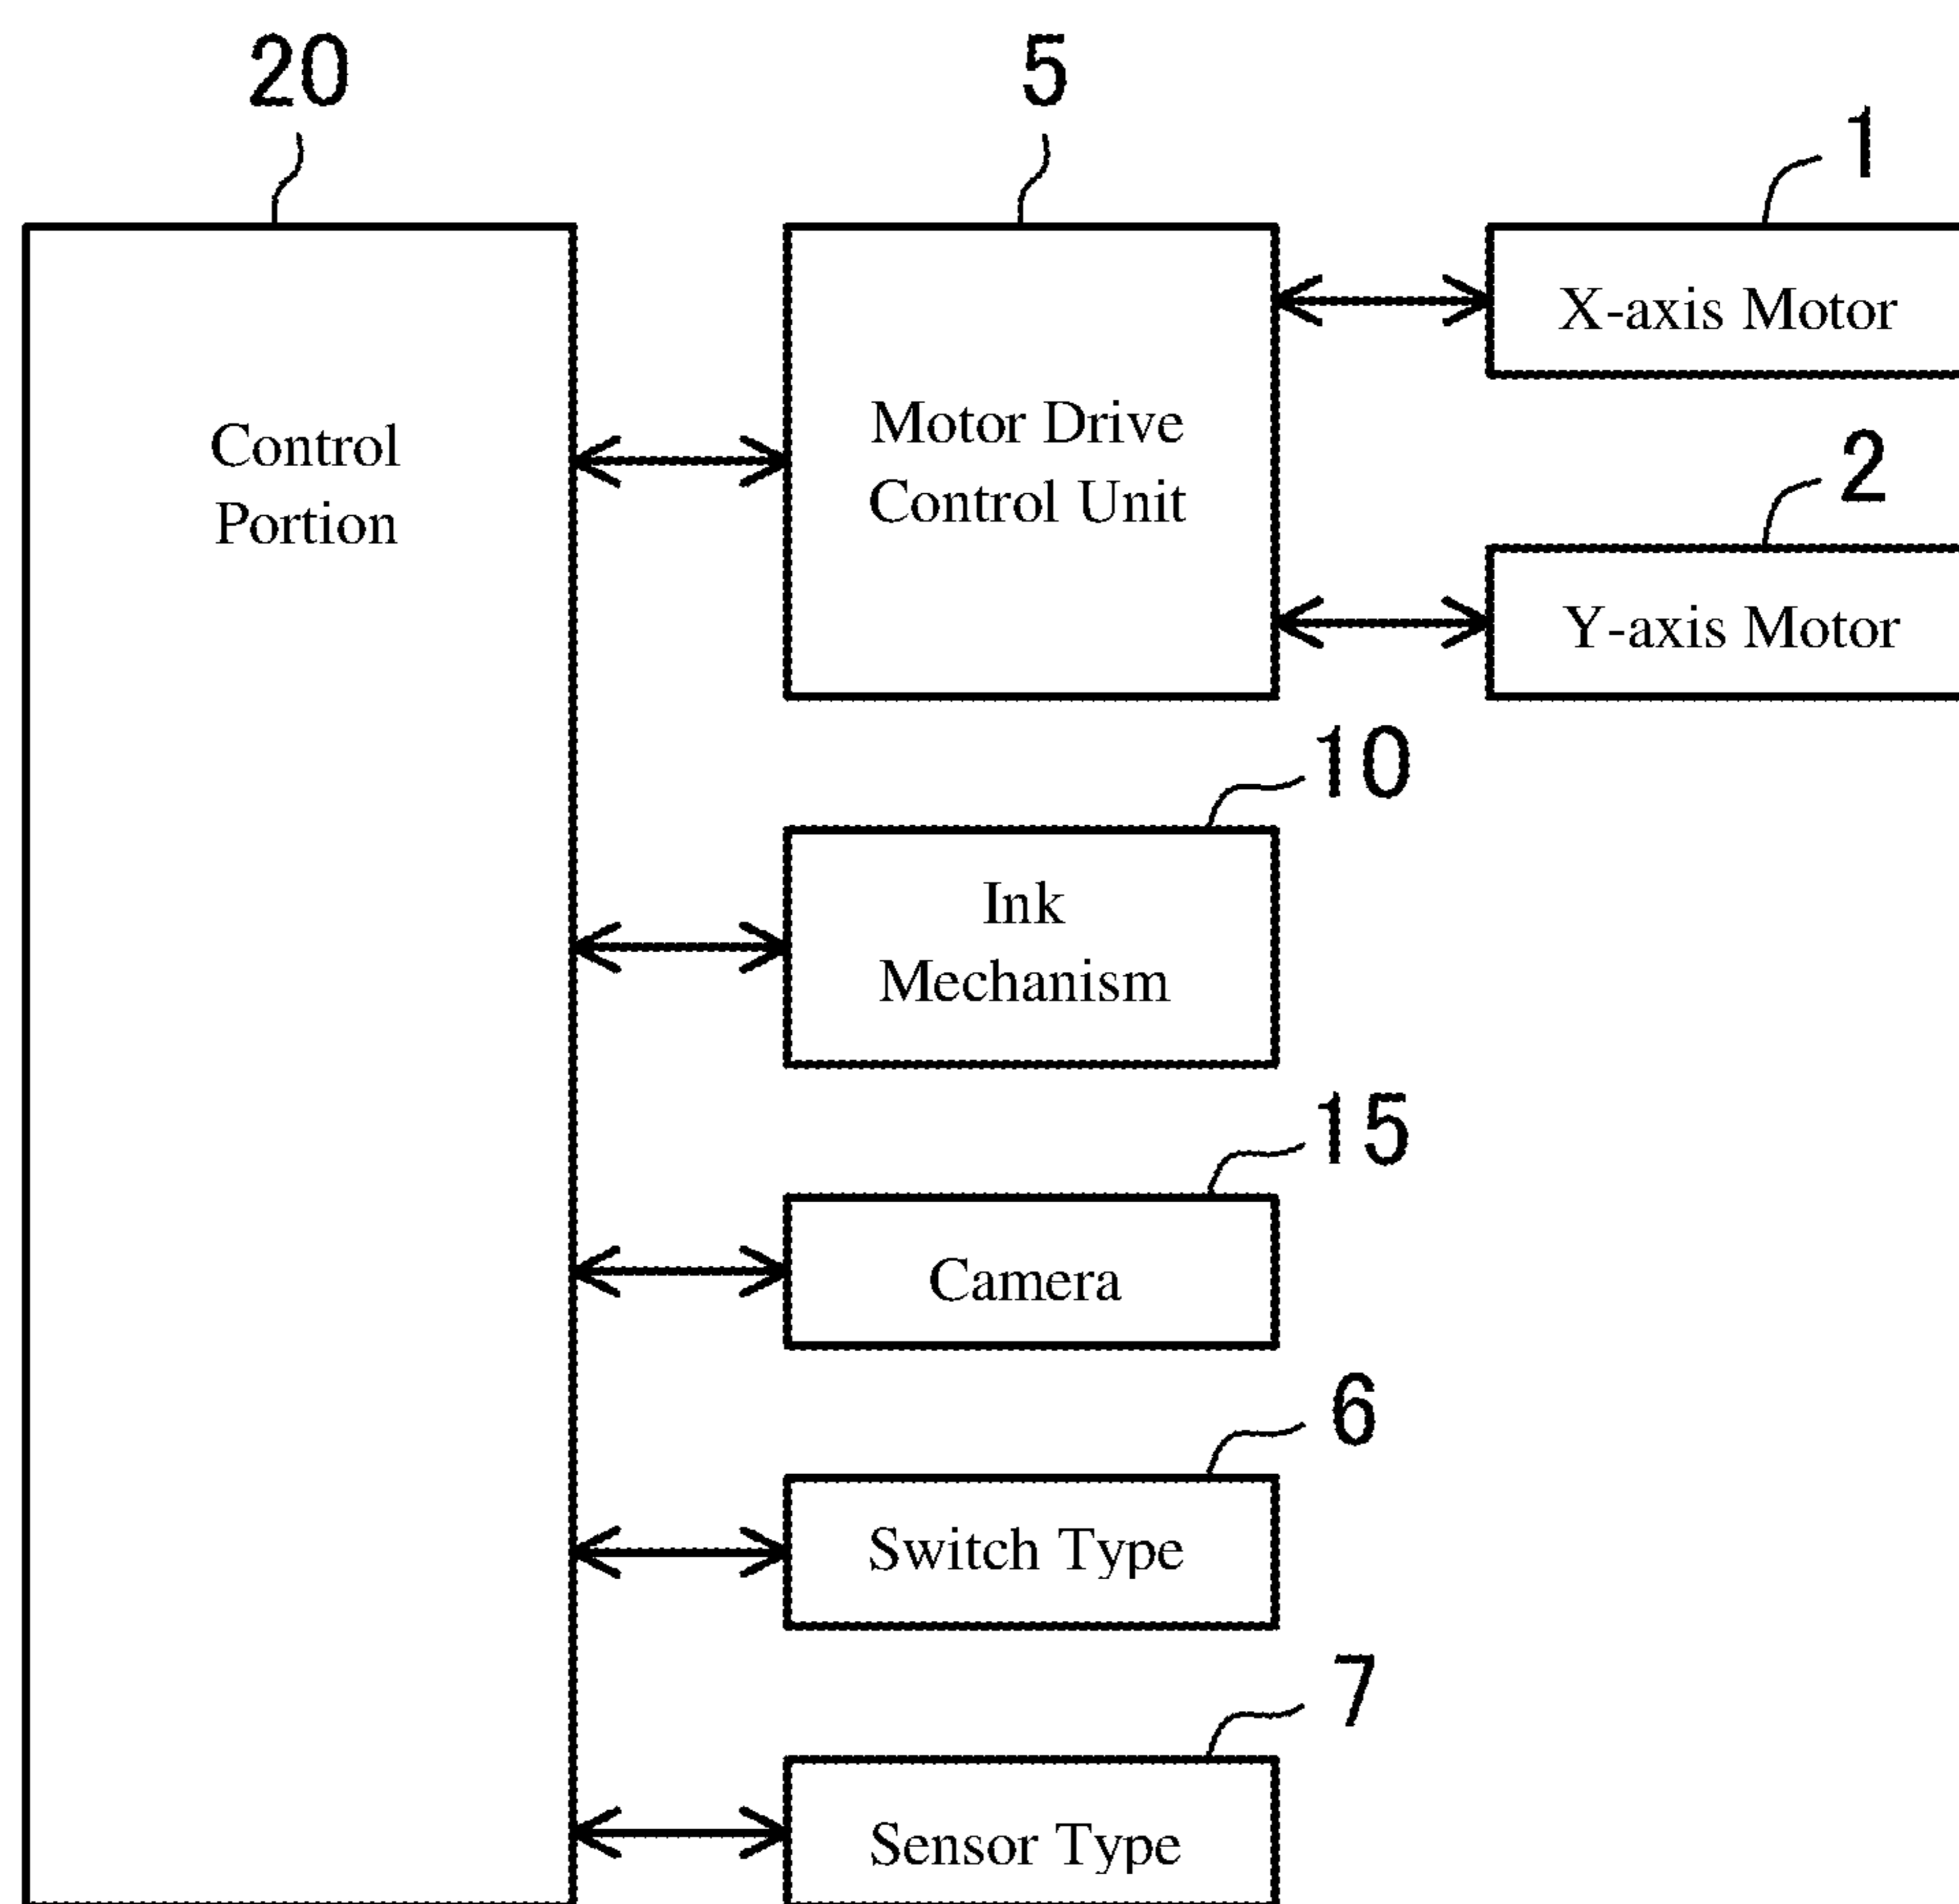 20
5
1
X-axis Motor
Control
Portion
Motor Drive
Control Unit
2
Y-axis Motor
10
Ink
Mechanism
15
Camera
6
Switch Type
7
Sensor Type